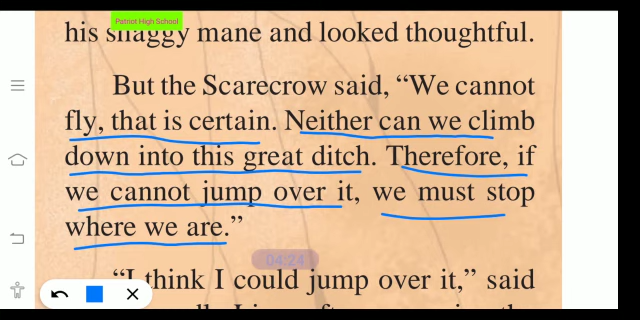 Patriot High School
his shaggy mane and looked thoughtful.
But the Scarecrow said, “We cannot
fly, that is certain. Neither can we climb
down into this great ditch. Therefore, if
we cannot jump over it, we must stop
where we are.”
04:24
“I think I could jump over it,” said